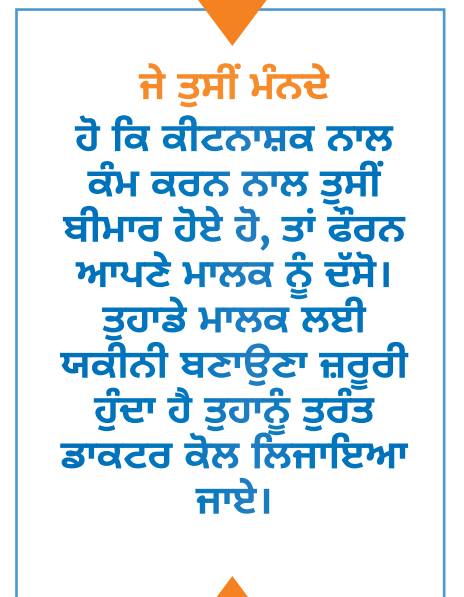 ਜੇ ਤੁਸੀਂ ਮੰਨਦੇ
ਹੋ ਕਿ ਕੀਟਨਾਸ਼ਕ ਨਾਲ
ਕੰਮ ਕਰਨ ਨਾਲ ਤੁਸੀਂ
ਬੀਮਾਰ ਹੋਏ ਹੋ, ਤਾਂ ਫੌਰਨ
ਆਪਣੇ ਮਾਲਕ ਨੂੰ ਦੱਸੋ।
ਤੁਹਾਡੇ ਮਾਲਕ ਲਈ
ਯਕੀਨੀ ਬਣਾਉਣਾ ਜ਼ਰੂਰੀ
ਹੁੰਦਾ ਹੈ ਤੁਹਾਨੂੰ ਤੁਰੰਤ
ਡਾਕਟਰ ਕੋਲ ਲਿਜਾਇਆ
ਜਾਏ।